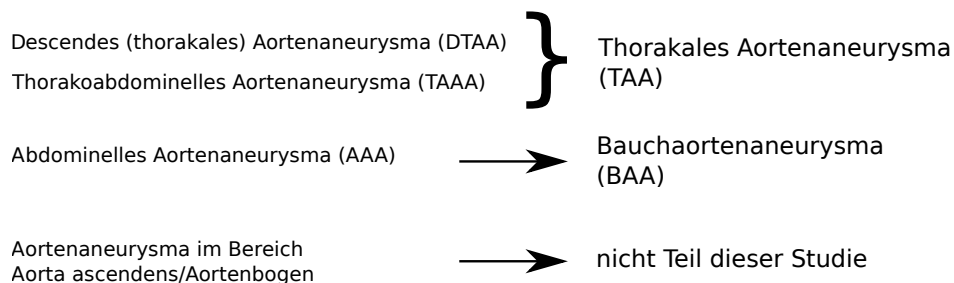 Descendes (thorakales) Aortenaneurysma (DTAA)
Thorakoabdominelles Aortenaneurysma (TAAA)
Thorakales Aortenaneurysma
(TAA)
Abdominelles Aortenaneurysma (AAA)
Bauchaortenaneurysma
(BAA)
Aortenaneurysma im Bereich
Aorta ascendens/Aortenbogen
nicht Teil dieser Studie